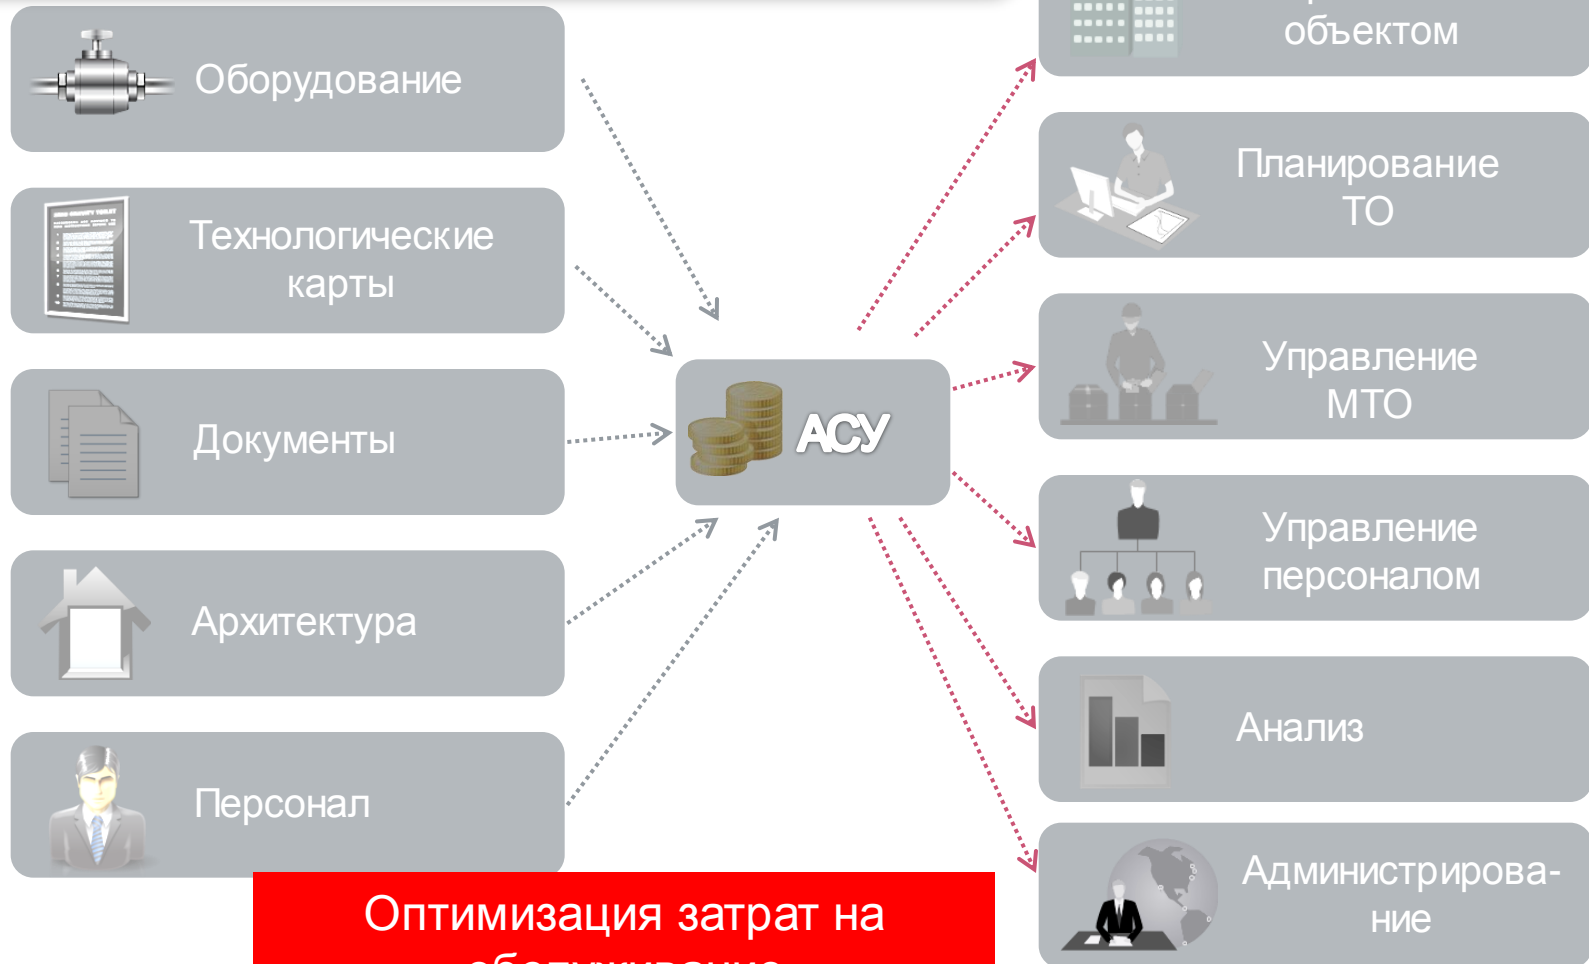 Оборудование
Технологические
карты
Документы
Архитектура
Персонал
АСУ
объектом
Планирование
ТО
Управление
МТО
Управление
персоналом
Анализ
Администрирова-
ние
Оптимизация затрат на
обслуживание